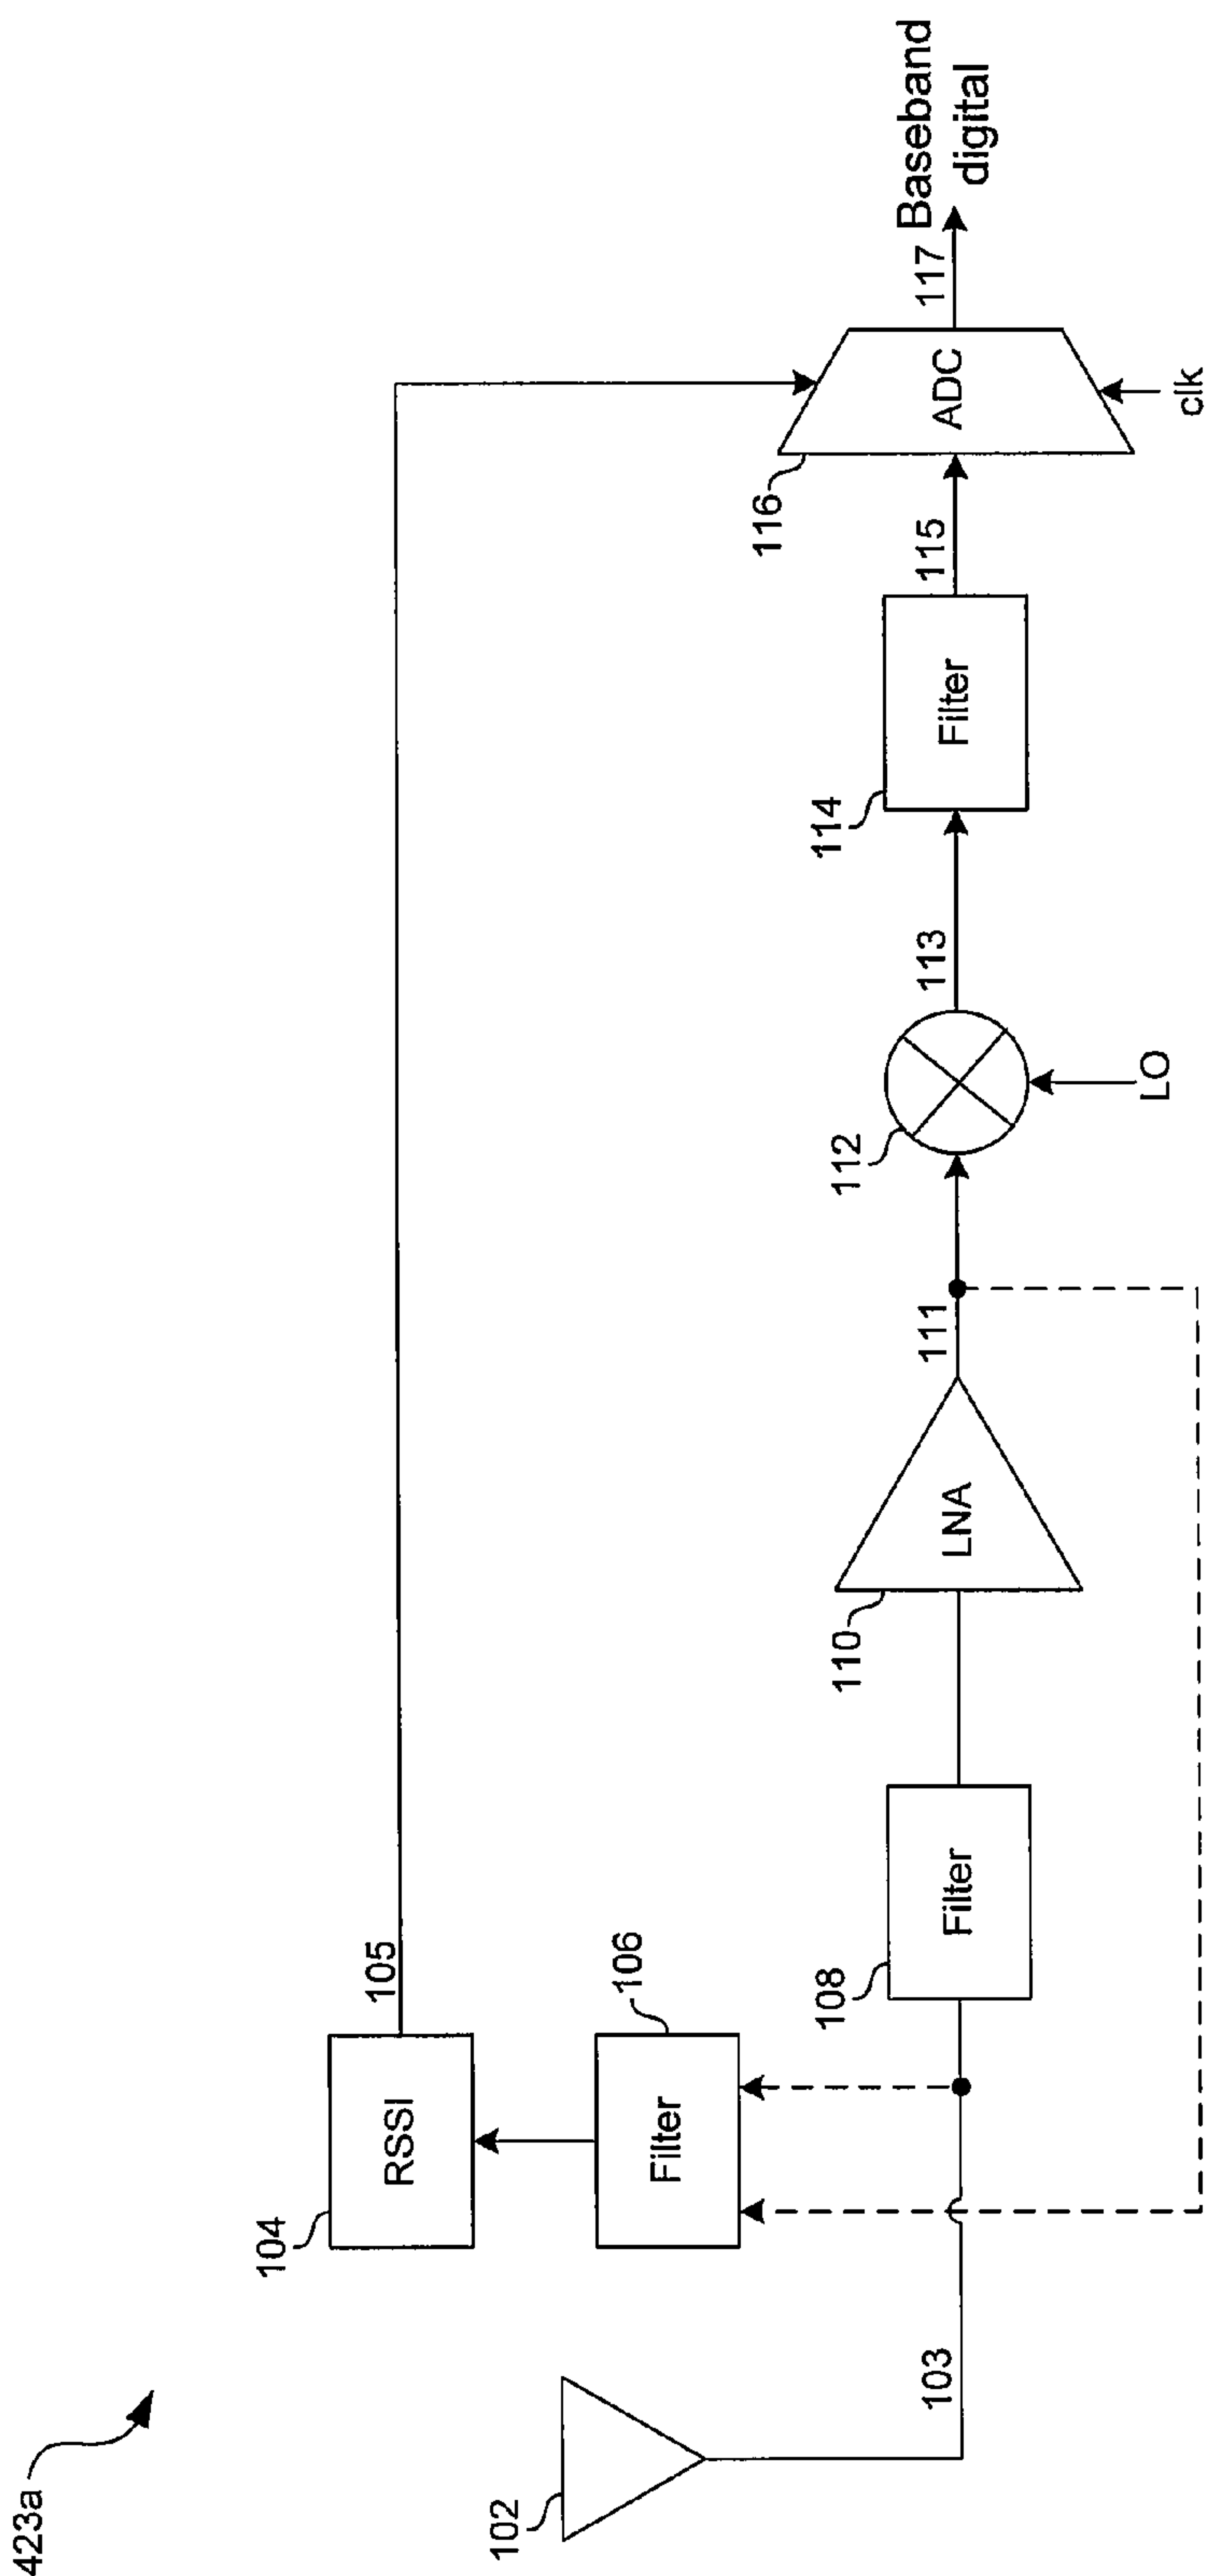 423a
102
103
104
RSSI
105
Filter
106
108
Filter
110
LNA
111
112
LO
113
114
Filter
115
116
ADC
clk
117
Baseband
digital